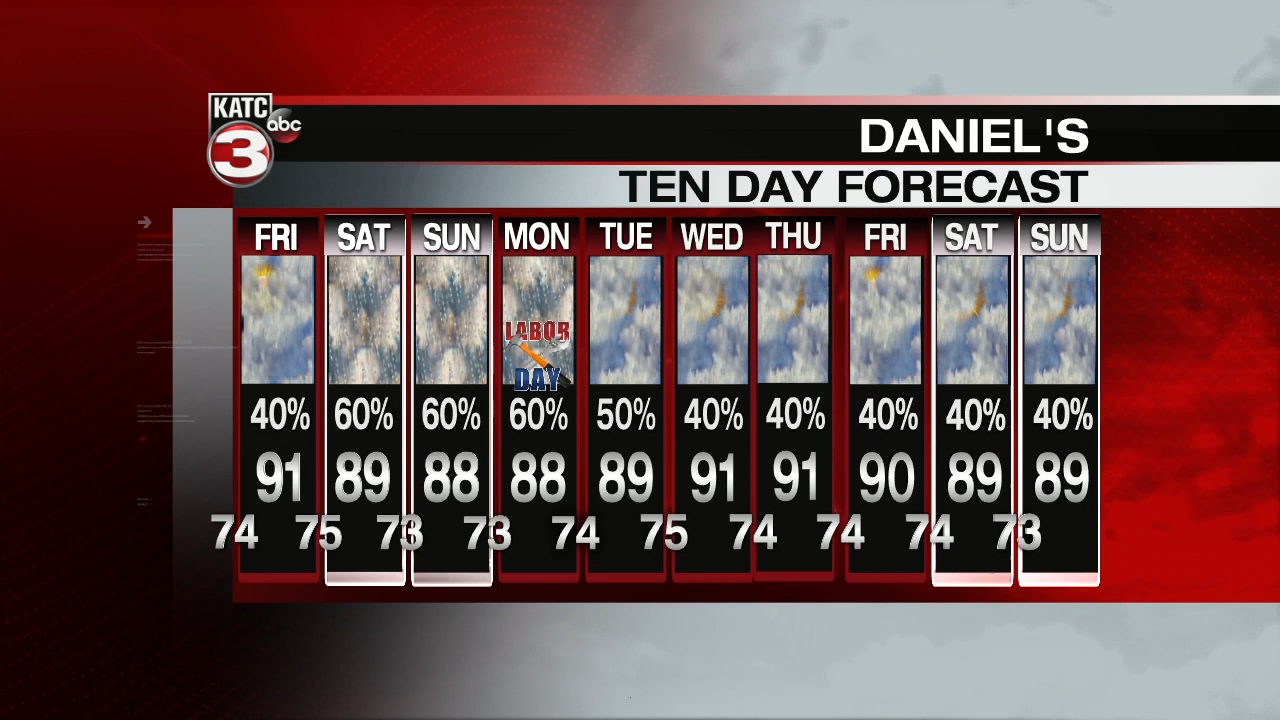 KATC
abc
3
DANIEL'S
TEN DAY FORECAST
FRI SAT SUN MON TUE WED THU FRI SAT SUN
LABOR
DAY
40% 60% 60% 60% 50% 40% 40% 40% 40% 40%
91 89 88 88 89 91 91 90 89 89
74 75 73 73 74 75 74 74 74 73